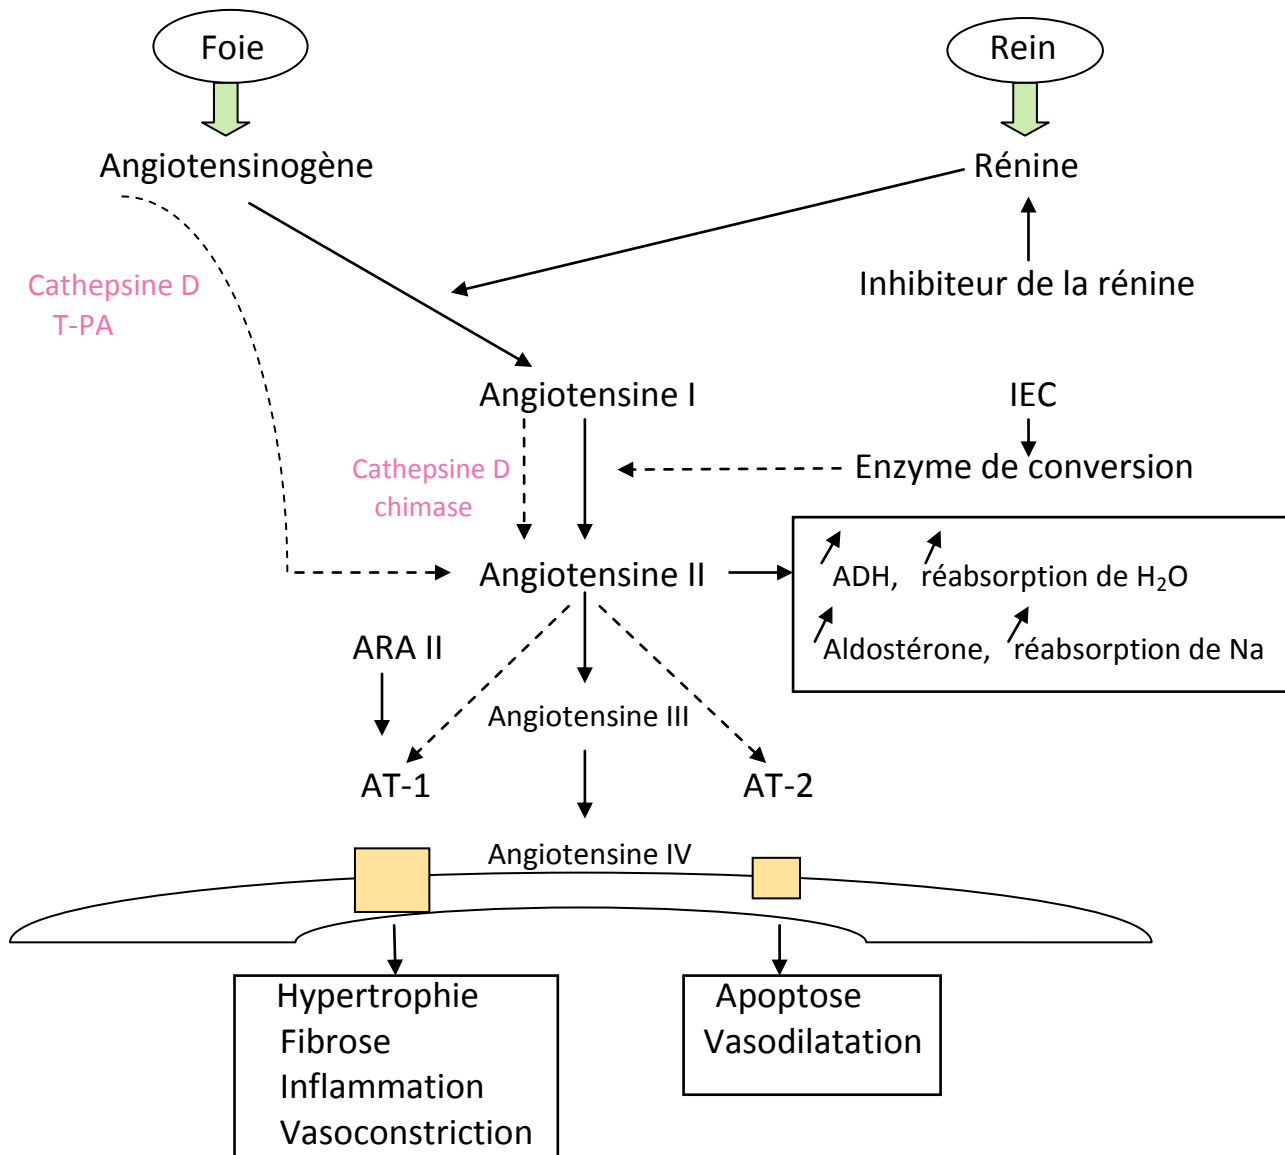 Foie
Rein
Angiotensinogène
Rénine
Cathepsine D
T-PA
Inhibiteur de la rénine
Angiotensine I
IEC
Cathepsine D
chimase
Enzyme de conversion
Angiotensine II
ADH, réabsorption de H₂O
Aldostérone, réabsorption de Na
ARA II
Angiotensine III
AT-1
AT-2
Angiotensine IV
Hypertrophie
Fibrose
Inflammation
Vasoconstriction
Apoptose
Vasodilatation